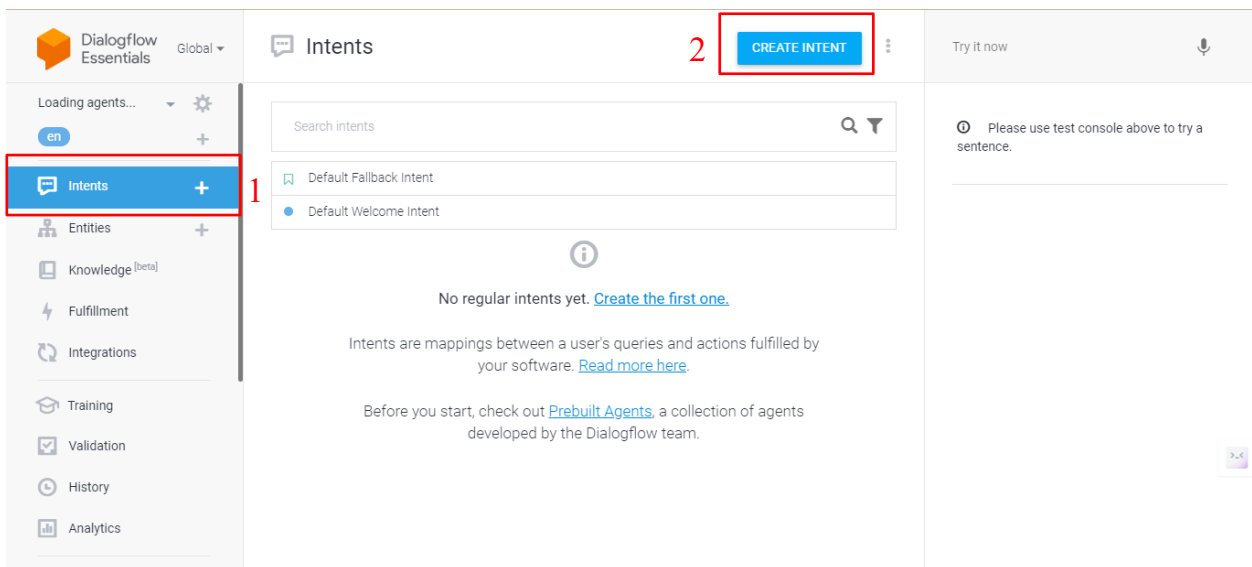 Dialogflow
Essentials
Global
Loading agents...
en
Intents
1
Entities
Knowledge [beta]
Fulfillment
Integrations
Training
Validation
History
Analytics
Intents
2
CREATE INTENT
Search intents
Default Fallback Intent
Default Welcome Intent
No regular intents yet. Create the first one.
Intents are mappings between a user's queries and actions fulfilled by
your software. Read more here.
Before you start, check out Prebuilt Agents, a collection of agents
developed by the Dialogflow team.
Try it now
Please use test console above to try a
sentence.